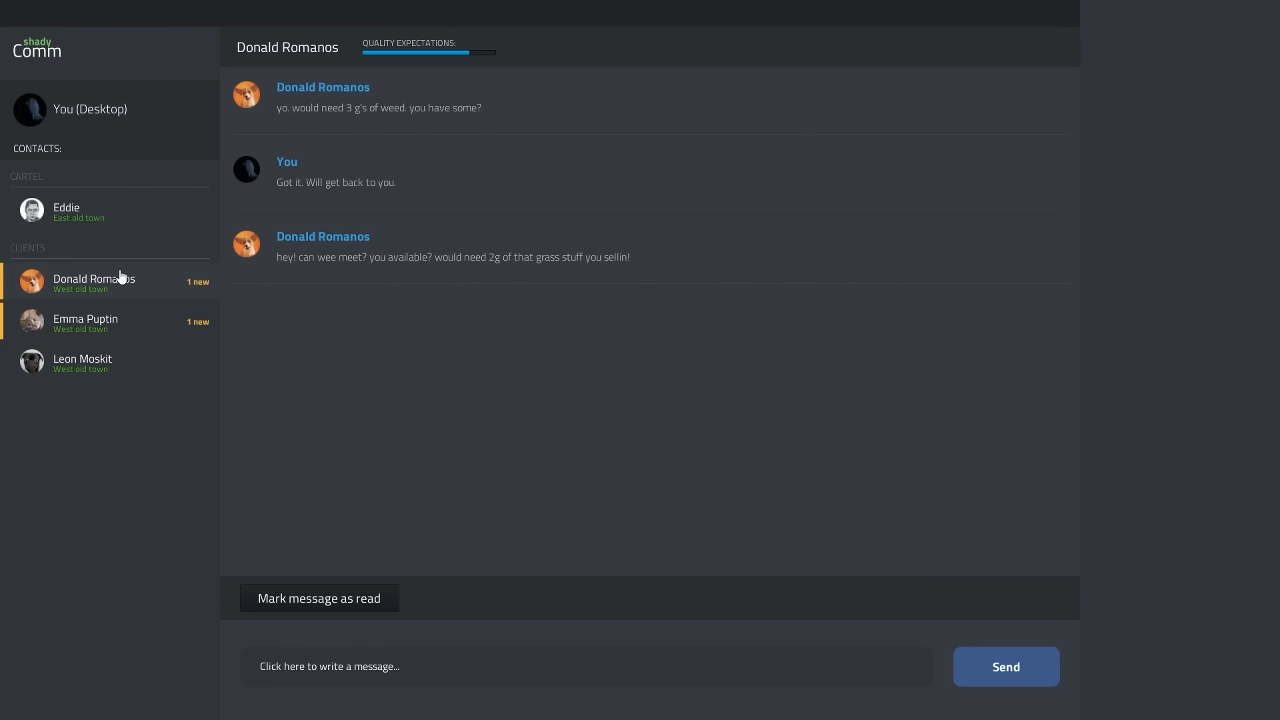 shady
Comm
You (Desktop)
CONTACTS:
CARTEL
Eddie
East old town
CLIENTS
Donald Romanos
West old town
1 new
Emma Puptin
West old town
1 new
Leon Moskit
West old town
Donald Romanos
QUALITY EXPECTATIONS:
Donald Romanos
yo. would need 3 g's of weed. you have some?
You
Got it. Will get back to you.
Donald Romanos
hey! can wee meet? you available? would need 2g of that grass stuff you sellin!
Mark message as read
Click here to write a message...
Send